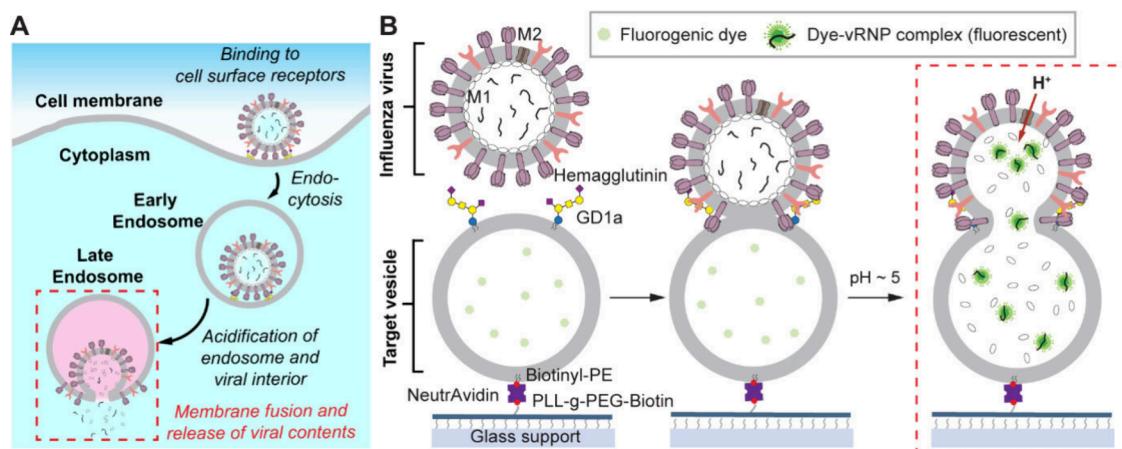 A
Binding to
cell surface receptors
Cell membrane
Cytoplasm
Endo-
cytosis
Early
Endosome
Late
Endosome
Acidification of
endosome and
viral interior
Membrane fusion and
release of viral contents
B
Fluorogenic dye
Dye-vRNP complex (fluorescent)
Influenza virus
M2
M1
Hemagglutinin
GD1a
Target vesicle
Biotinyl-PE
NeutrAvidin
PLL-g-PEG-Biotin
Glass support
pH ~ 5
H+